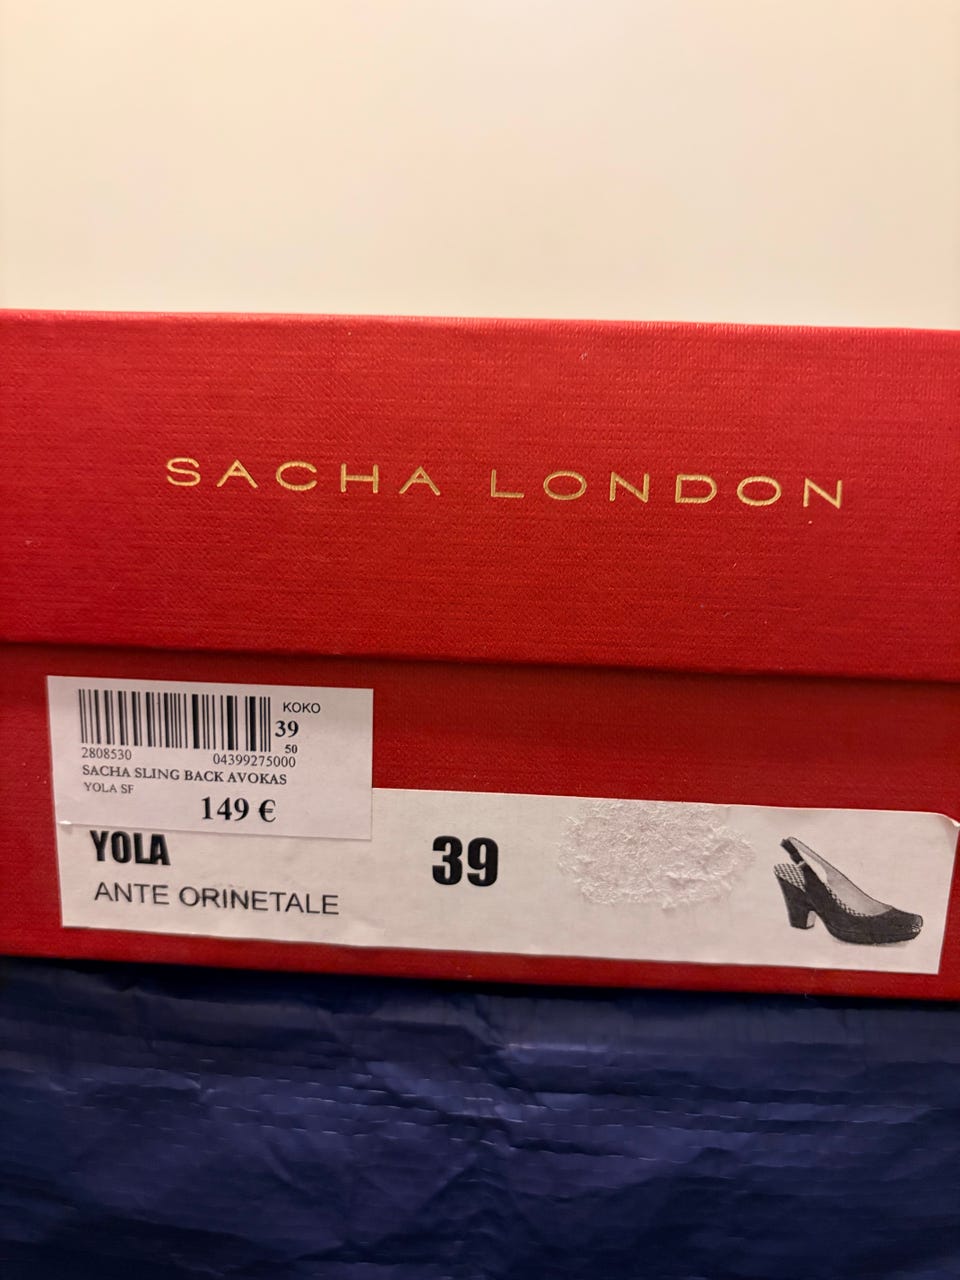 SACHA LONDON
KOKO
39
50
2808530 04399275000
SACHA SLING BACK AVOKAS
YOLA SF
149 €
YOLA 39
ANTE ORINETALE